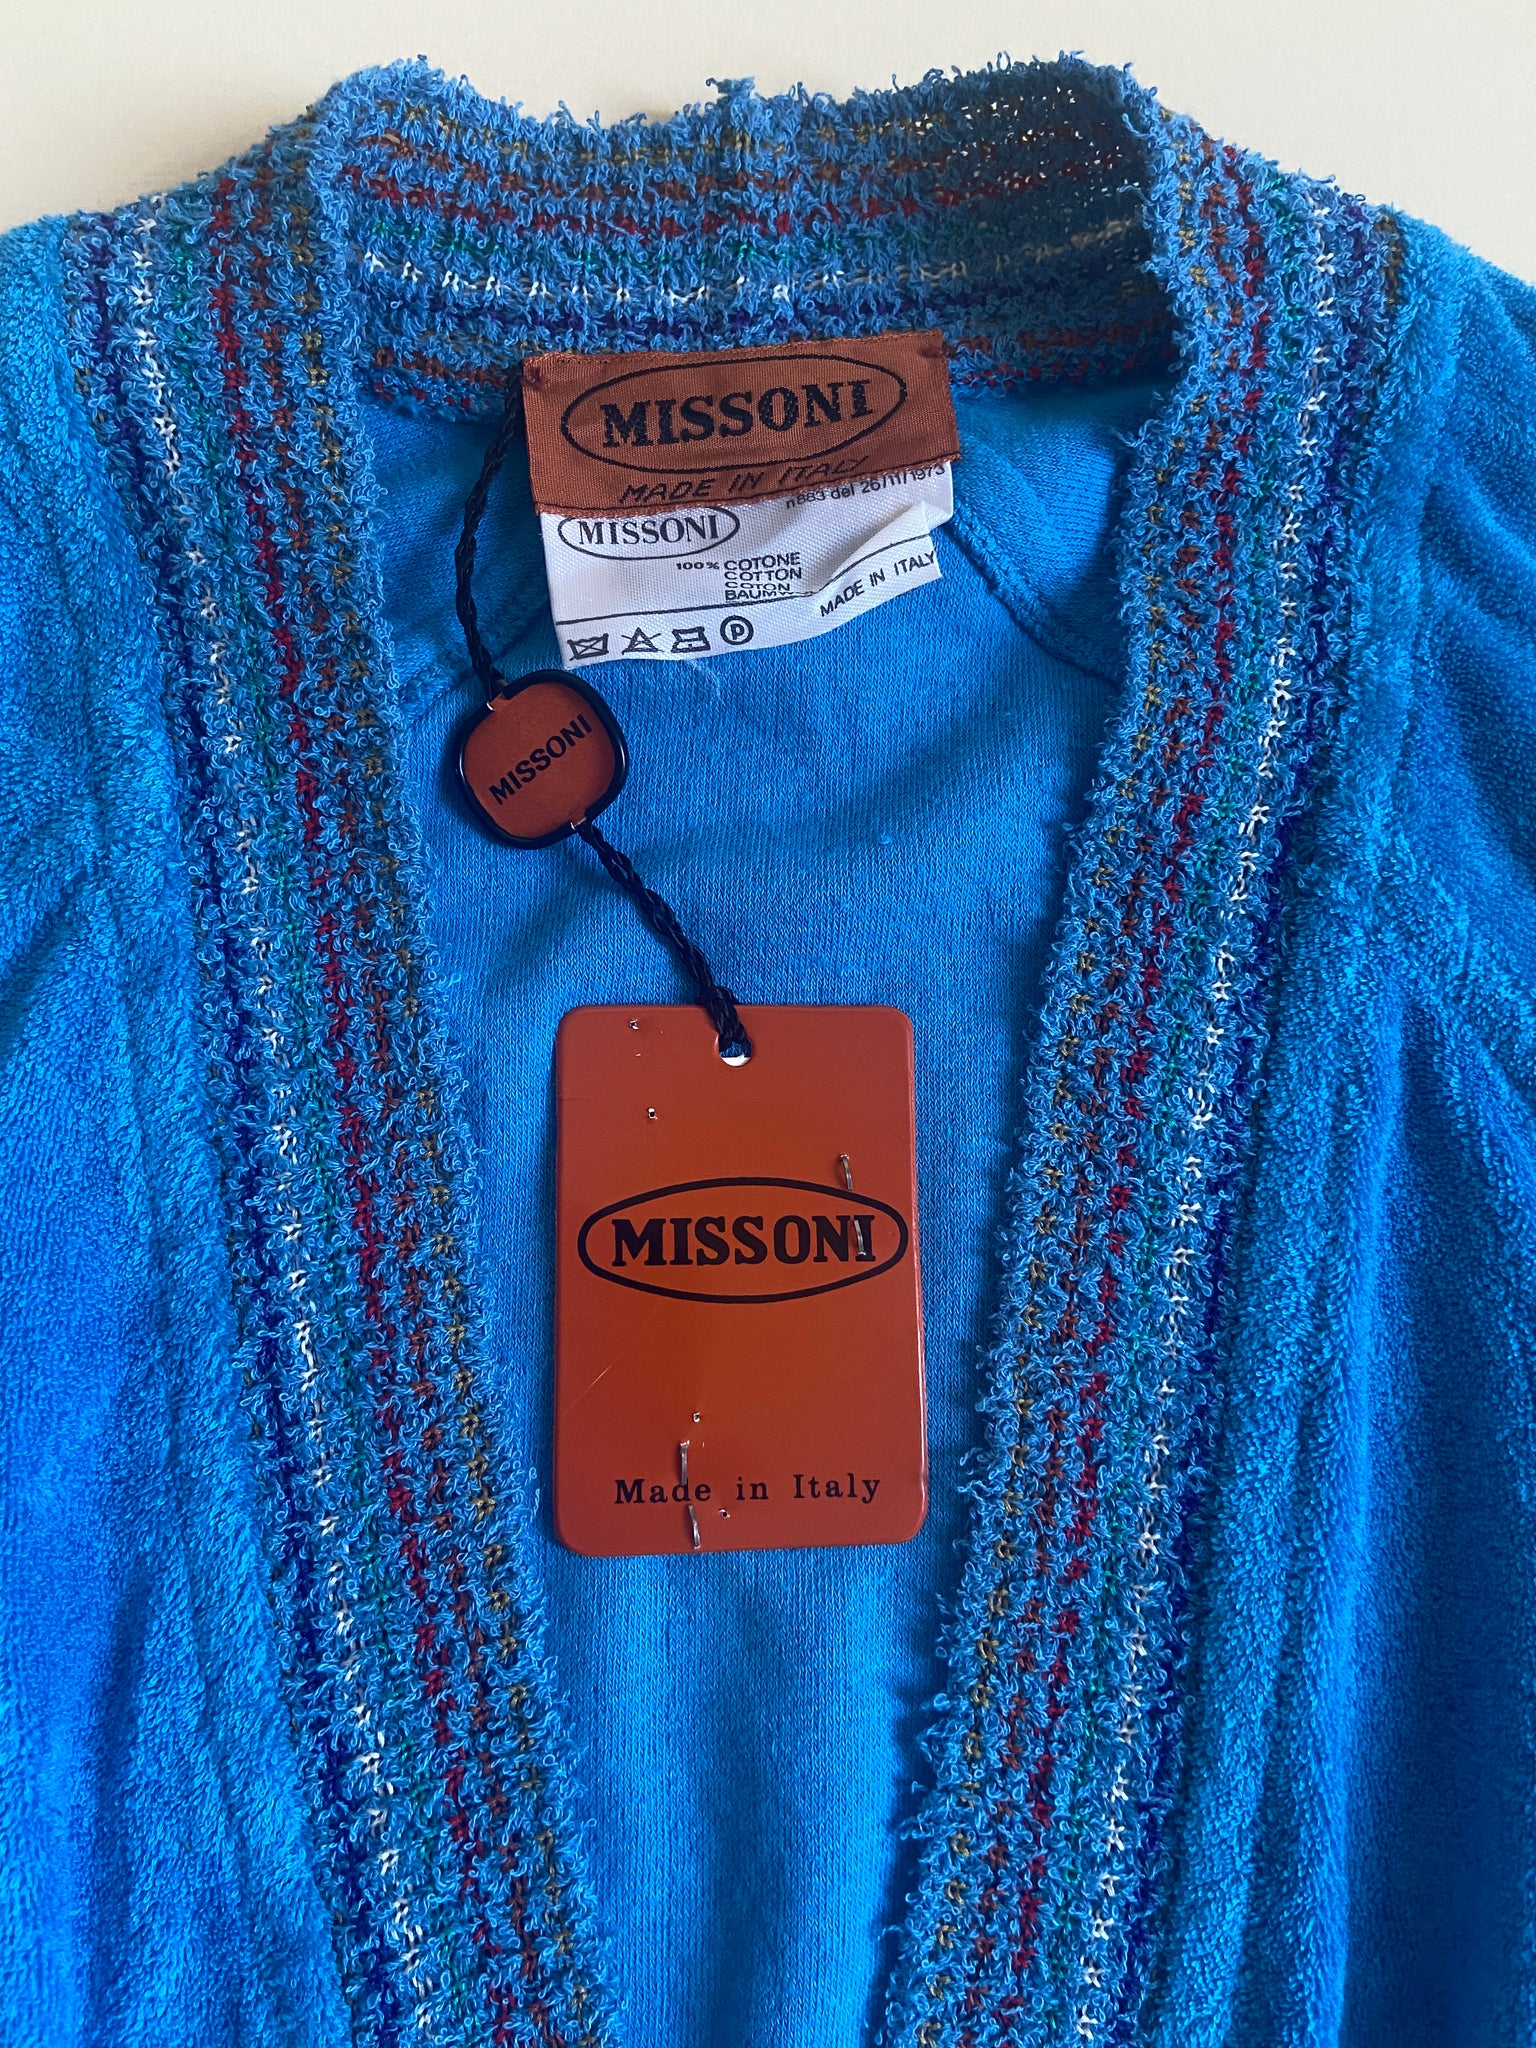 MISSONI
MADE IN ITALY
n883 del 26/11/1973
MISSONI
100% COTONE
COTTON
COTON
MADE IN ITALY
P
MISSONI
MISSONI
Made in Italy